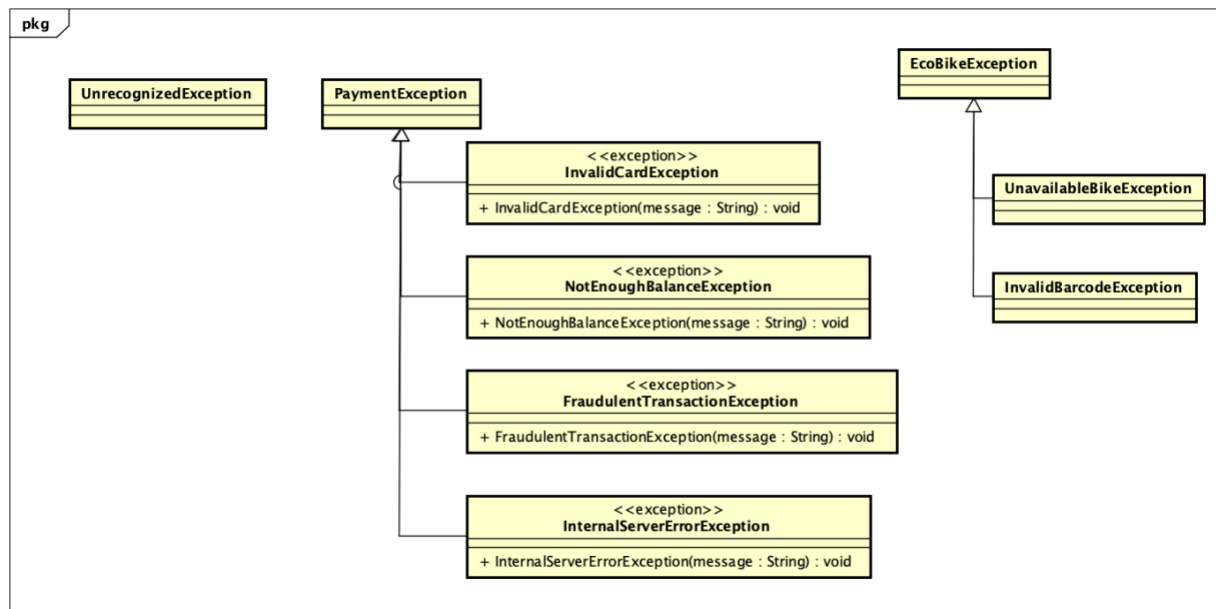 pkg
UnrecognizedException
PaymentException
EcoBikeException
<<exception>>
InvalidCardException
+ InvalidCardException(message : String) : void
UnavailableBikeException
<<exception>>
NotEnoughBalanceException
+ NotEnoughBalanceException(message : String) : void
InvalidBarcodeException
<<exception>>
FraudulentTransactionException
+ FraudulentTransactionException(message : String) : void
<<exception>>
InternalServerErrorException
+ InternalServerErrorException(message : String) : void